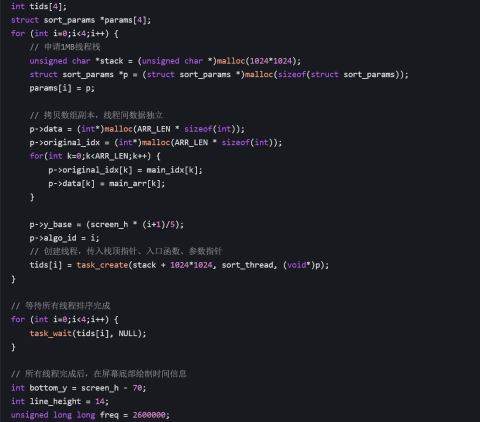 int tids[4];
struct sort_params *params[4];
for (int i=0;i<4;i++) {
// 申请1MB线程栈
unsigned char *stack = (unsigned char *)malloc(1024*1024);
struct sort_params *p = (struct sort_params *)malloc(sizeof(struct sort_params));
params[i] = p;
// 拷贝数组副本，线程间数据独立
p->data = (int*)malloc(ARR_LEN * sizeof(int));
p->original_idx = (int*)malloc(ARR_LEN * sizeof(int));
for(int k=0;k<ARR_LEN;k++) {
p->original_idx[k] = main_idx[k];
p->data[k] = main_arr[k];
}
p->y_base = (screen_h * (i+1)/5);
p->algo_id = i;
// 创建线程，传入栈顶指针、入口函数、参数指针
tids[i] = task_create(stack + 1024*1024, sort_thread, (void*)p);
}
// 等待所有线程排序完成
for (int i=0;i<4;i++) {
task_wait(tids[i], NULL);
}
// 所有线程完成后，在屏幕底部绘制时间信息
int bottom_y = screen_h - 70;
int line_height = 14;
unsigned long long freq = 2600000;